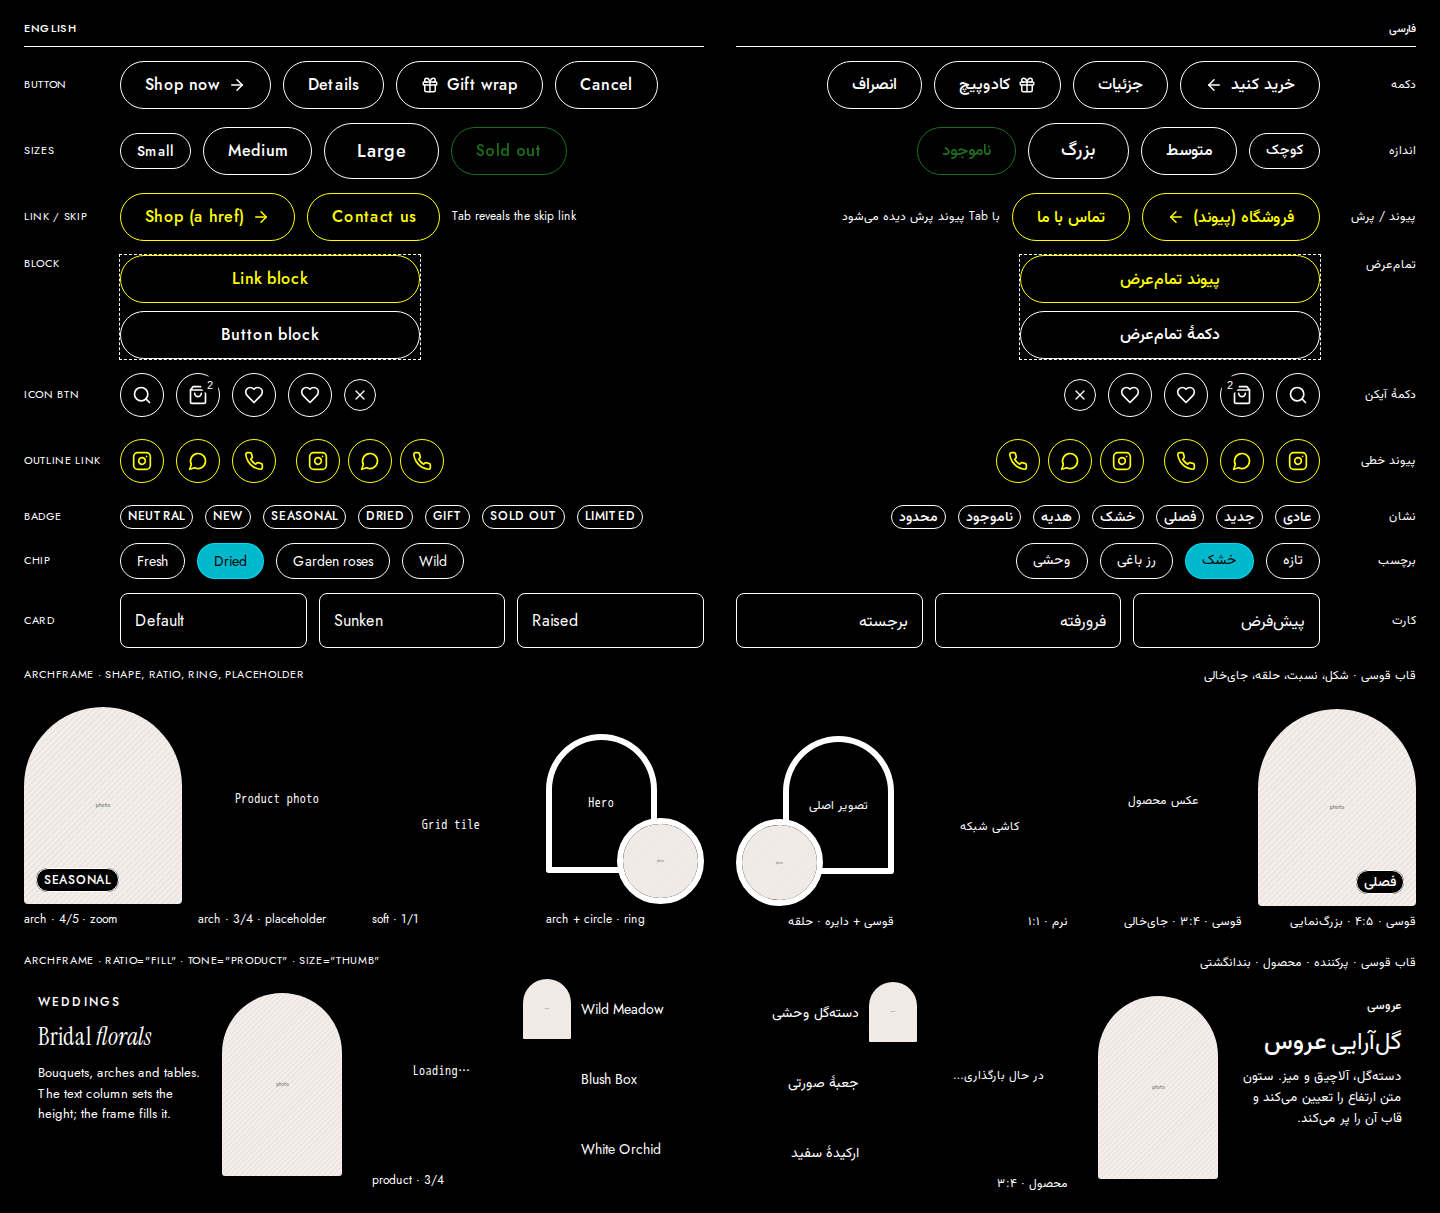 ENGLISH
BUTTON
Shop now
Details
Gift wrap
Cancel
SIZES
Small
Medium
Large
Sold out
LINK / SKIP
Shop (a href)
Contact us
Tab reveals the skip link
BLOCK
Link block
Button block
ICON BTN
2
OUTLINE LINK
BADGE
NEUTRAL
NEW
SEASONAL
DRIED
GIFT
SOLD OUT
LIMITED
CHIP
Fresh
Dried
Garden roses
Wild
CARD
Default
Sunken
Raised
ARCHFRAME · SHAPE, RATIO, RING, PLACEHOLDER
photo
SEASONAL
Product photo
Grid tile
Hero
photo
arch · 4/5 · zoom
arch · 3/4 · placeholder
soft · 1/1
arch + circle · ring
ARCHFRAME · RATIO="FILL" · TONE="PRODUCT" · SIZE="THUMB"
WEDDINGS
Bridal florals
Bouquets, arches and tables.
The text column sets the
height; the frame fills it.
photo
Loading…
product · 3/4
Wild Meadow
Blush Box
White Orchid
فارسی
دکمه
خرید کنید
جزئیات
کادوپیچ
انصراف
اندازه
کوچک
متوسط
بزرگ
ناموجود
پیوند / پرش
فروشگاه (پیوند)
تماس با ما
با Tab پیوند پرش دیده می‌شود
تمام‌عرض
پیوند تمام‌عرض
دکمهٔ تمام‌عرض
دکمهٔ آیکن
2
پیوند خطی
نشان
عادی
جدید
فصلی
خشک
هدیه
ناموجود
محدود
برچسب
تازه
خشک
رز باغی
وحشی
کارت
پیش‌فرض
فرورفته
برجسته
قاب قوسی · شکل، نسبت، حلقه، جای‌خالی
photo
فصلی
عکس محصول
کاشی شبکه
تصویر اصلی
photo
قوسی · ۴:۵ · بزرگ‌نمایی
قوسی · ۳:۴ · جای‌خالی
نرم · ۱:۱
قوسی + دایره · حلقه
قاب قوسی · پرکننده · محصول · بندانگشتی
عروسی
گل‌آرایی عروس
دسته‌گل، آلاچیق و میز. ستون
متن ارتفاع را تعیین می‌کند و
قاب آن را پر می‌کند.
photo
در حال بارگذاری...
محصول · ۳:۴
دسته‌گل وحشی
جعبهٔ صورتی
ارکیدهٔ سفید